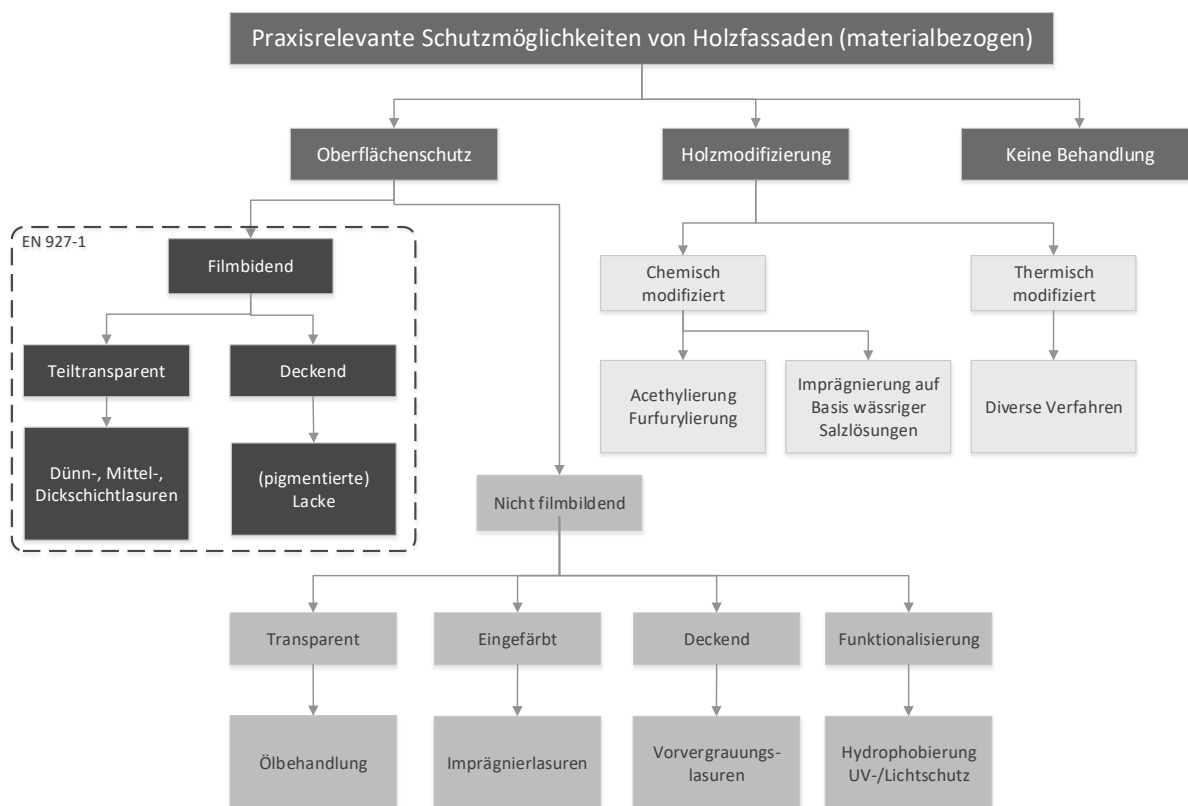 Praxisrelevante Schutzmöglichkeiten von Holzfassaden (materialbezogen)
Oberflächenschutz
Holzmodifizierung
Keine Behandlung
EN 927-1
Filmbidend
Chemisch
modifiziert
Thermisch
modifiziert
Teiltransparent
Deckend
Acethylierung
Furfurylierung
Imprägnierung auf
Basis wässriger
Salzlösungen
Diverse Verfahren
Dünn-, Mittel-,
Dickschichtlasuren
(pigmentierte)
Lacke
Nicht filmbildend
Transparent
Eingefärbt
Deckend
Funktionalisierung
Ölbehandlung
Imprägnierlasuren
Vorvergrauungs-
lasuren
Hydrophobierung
UV-/Lichtschutz